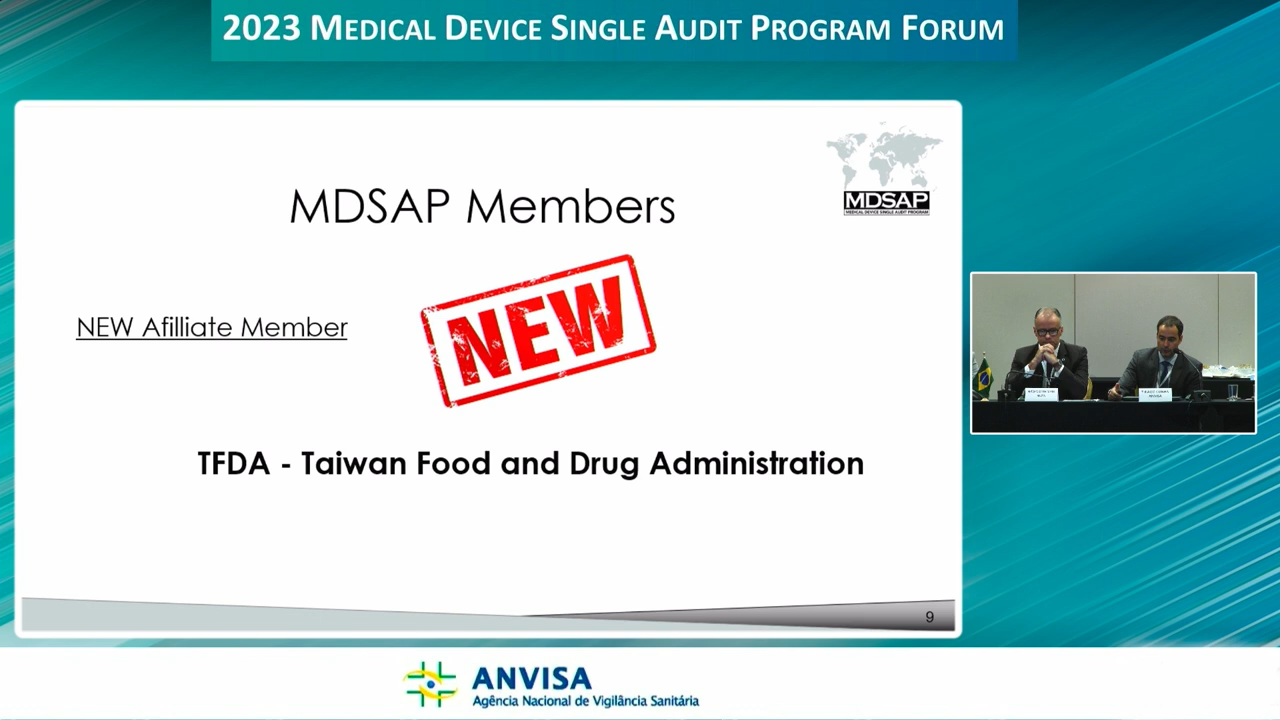 2023 MEDICAL DEVICE SINGLE AUDIT PROGRAM FORUM
MDSAP
MEDICAL DEVICE SINGLE AUDIT PROGRAM
MDSAP Members
NEW
NEW Afilliate Member
TFDA - Taiwan Food and Drug Administration
9
ANVISA
Agência Nacional de Vigilância Sanitária